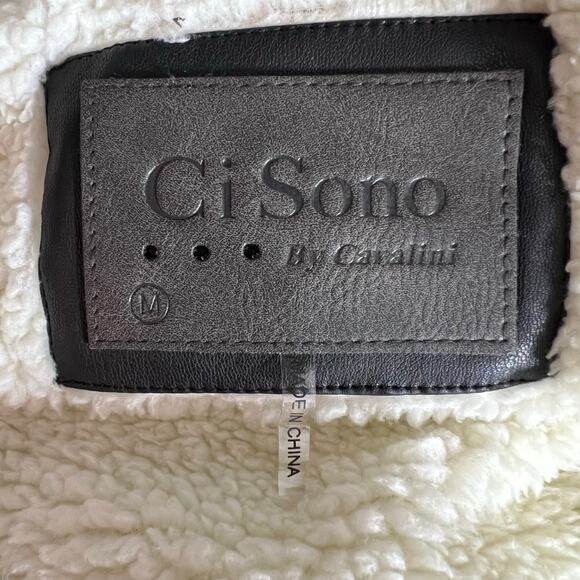 Ci Sono
By Cavalini
M
MADE IN CHINA